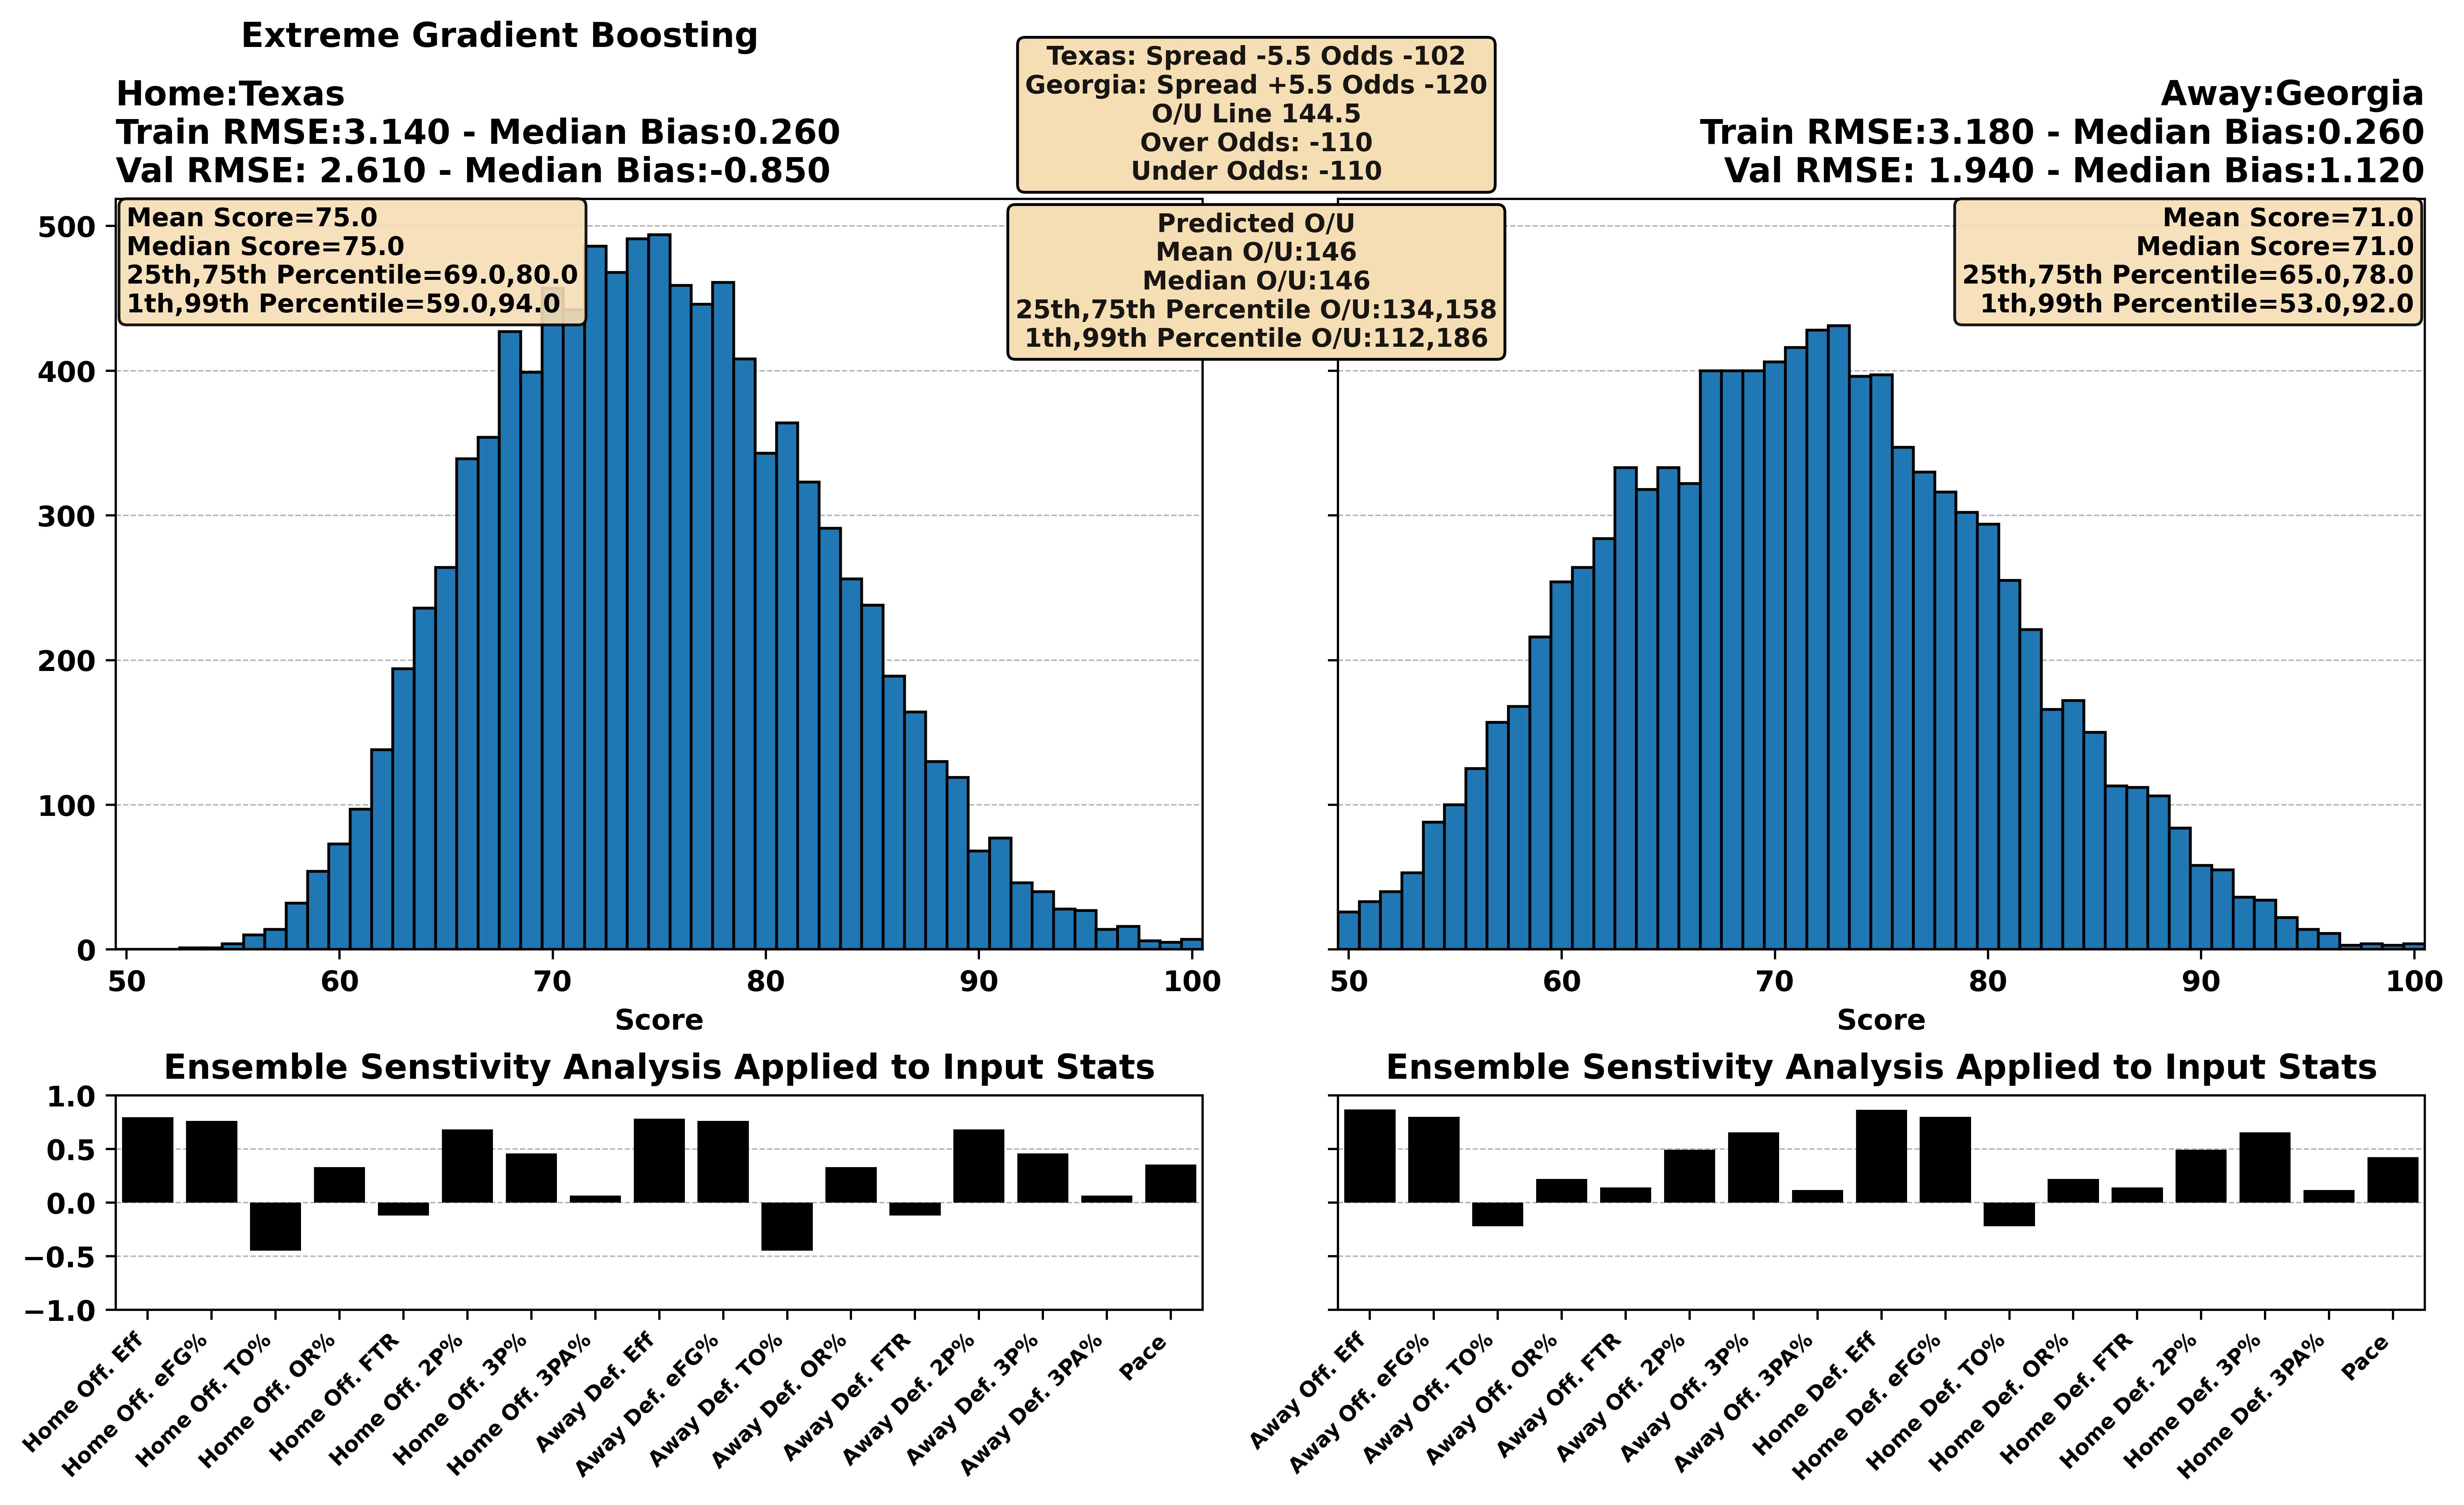 Extreme Gradient Boosting
Home:Texas
Train RMSE:3.140 - Median Bias:0.260
Val RMSE: 2.610 - Median Bias:-0.850
Texas: Spread -5.5 Odds -102
Georgia: Spread +5.5 Odds -120
O/U Line 144.5
Over Odds: -110
Under Odds: -110
Away:Georgia
Train RMSE:3.180 - Median Bias:0.260
Val RMSE: 1.940 - Median Bias:1.120
Mean Score=75.0
Median Score=75.0
25th,75th Percentile=69.0,80.0
1th,99th Percentile=59.0,94.0
Predicted O/U
Mean O/U:146
Median O/U:146
25th,75th Percentile O/U:134,158
1th,99th Percentile O/U:112,186
Mean Score=71.0
Median Score=71.0
25th,75th Percentile=65.0,78.0
1th,99th Percentile=53.0,92.0
500
400
300
200
100
0
50 60 70 80 90 100
Score
50 60 70 80 90 100
Score
Ensemble Senstivity Analysis Applied to Input Stats
1.0
0.5
0.0
−0.5
−1.0
Home Off. Eff
Home Off. eFG%
Home Off. TO%
Home Off. OR%
Home Off. FTR
Home Off. 2P%
Home Off. 3P%
Home Off. 3PA%
Away Def. Eff
Away Def. eFG%
Away Def. TO%
Away Def. OR%
Away Def. FTR
Away Def. 2P%
Away Def. 3P%
Away Def. 3PA%
Pace
Ensemble Senstivity Analysis Applied to Input Stats
Away Off. Eff
Away Off. eFG%
Away Off. TO%
Away Off. OR%
Away Off. FTR
Away Off. 2P%
Away Off. 3P%
Away Off. 3PA%
Home Def. Eff
Home Def. eFG%
Home Def. TO%
Home Def. OR%
Home Def. FTR
Home Def. 2P%
Home Def. 3P%
Home Def. 3PA%
Pace